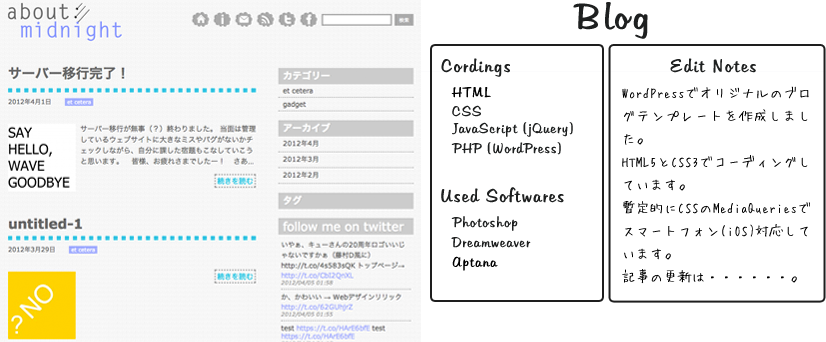 about
midnight
検索
サーバー移行完了！
2012年4月1日 et cetera
SAY
HELLO,
WAVE
GOODBYE
サーバー移行が無事（？）終わりました。 当面は管理
しているウェブサイトに大きなミスやバグがないかチ
ェックしながら、自分に課した宿題もこなしていこう
と思います。 皆様、お疲れさまでしたー！ さあ...
続きを読む
untitled-1
2012年3月29日 et cetera
? NO
続きを読む
カテゴリー
et cetera
gadget
アーカイブ
2012年4月
2012年3月
2012年2月
タグ
follow me on twitter
いやぁ、キューさんの20周年ロゴいいじ
ゃないですかぁ（藤村D風に）
http://t.co/4s583sQK トップページ→
http://t.co/Cbl2QnXL
2012/04/05 01:58
か、かわいい → Webデザインリリック
http://t.co/62GUhjrZ
2012/04/05 01:55
test https://t.co/HArE6bfE test
https://t.co/HArE6bfE
Blog
Cordings
HTML
CSS
JavaScript (jQuery)
PHP (WordPress)
Used Softwares
Photoshop
Dreamweaver
Aptana
Edit Notes
WordPressでオリジナルのブロ
グテンプレートを作成しまし
た。
HTML5とCSS3でコーディングし
ています。
暫定的にCSSのMediaQueriesで
スマートフォン(iOS)対応して
います。
記事の更新は・・・・・・。